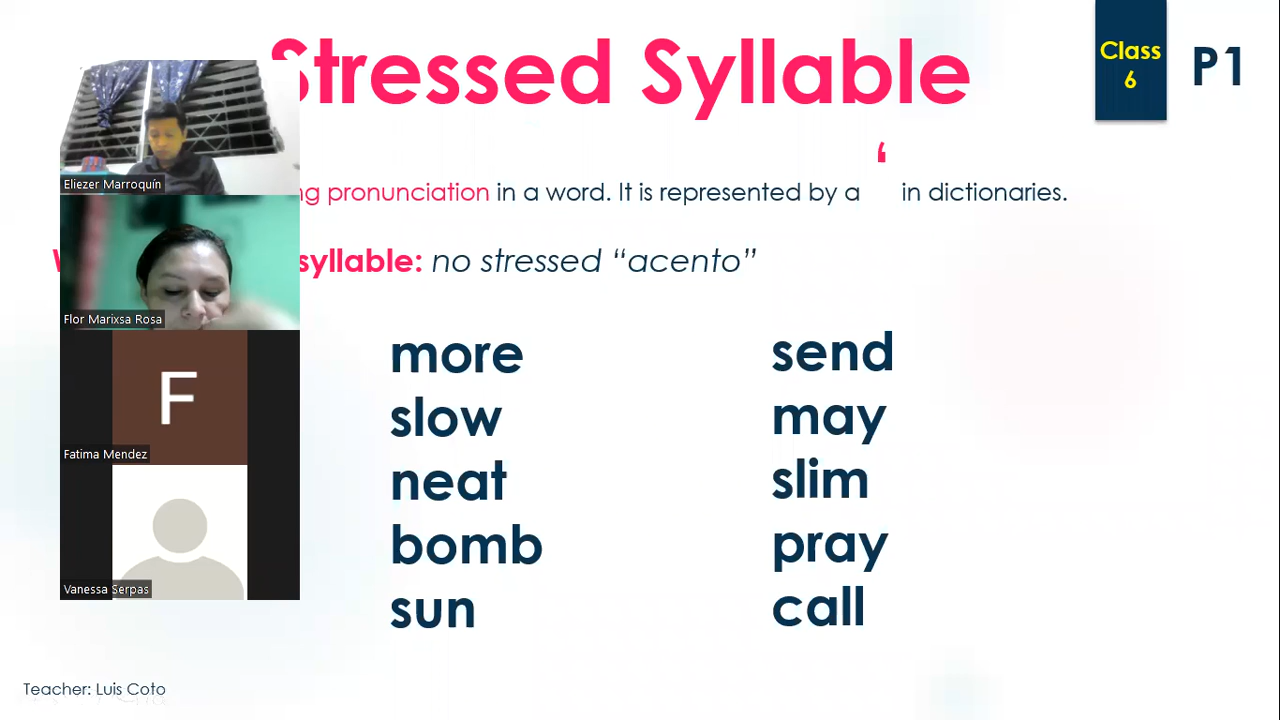 Stressed Syllable
Class
6
P1
‘
Eliezer Marroquín
pronunciation in a word. It is represented by a in dictionaries.
Flor Marixsa Rosa
syllable: no stressed “acento”
more
slow
neat
bomb
sun
send
may
slim
pray
call
F
Fatima Mendez
Vanessa Serpas
Teacher: Luis Coto